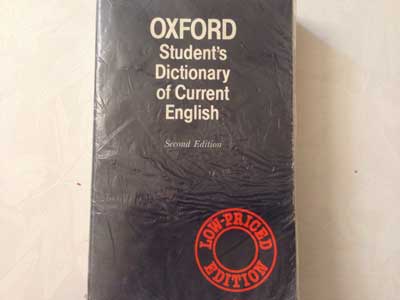 OXFORD
Student's
Dictionary
of Current
English
Second Edition
LOW-PRICED
EDITION